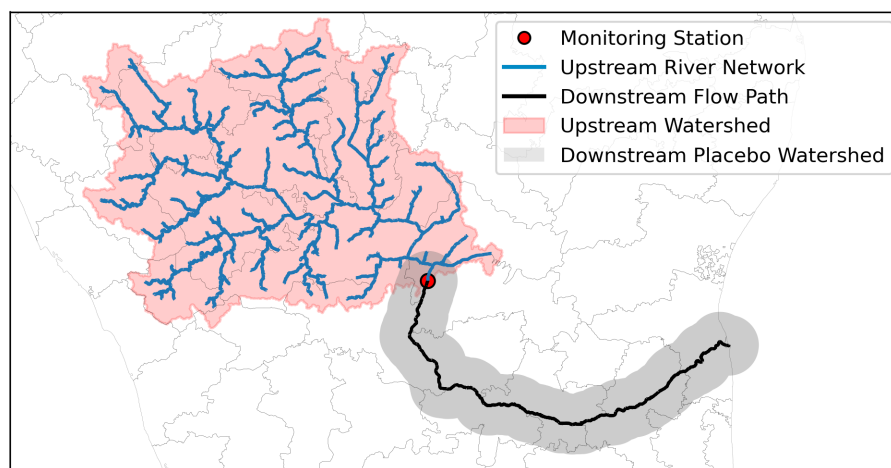 Monitoring Station
Upstream River Network
Downstream Flow Path
Upstream Watershed
Downstream Placebo Watershed